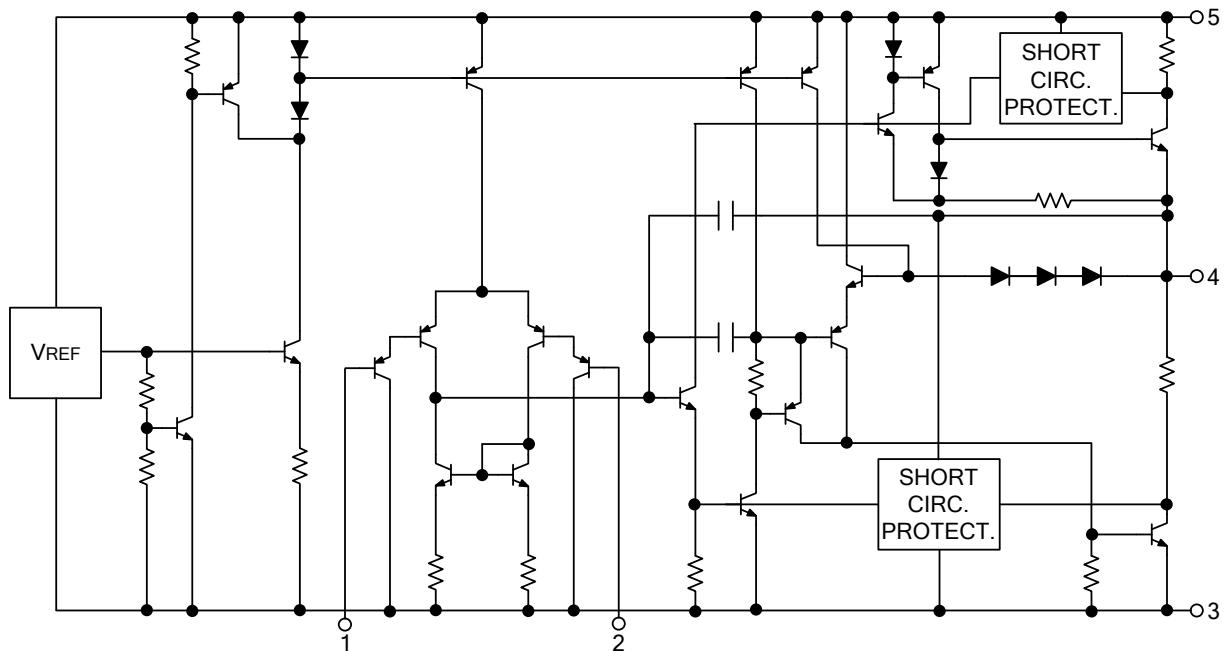 5
SHORT
CIRC.
PROTECT.
4
VREF
SHORT
CIRC.
PROTECT.
3
1
2